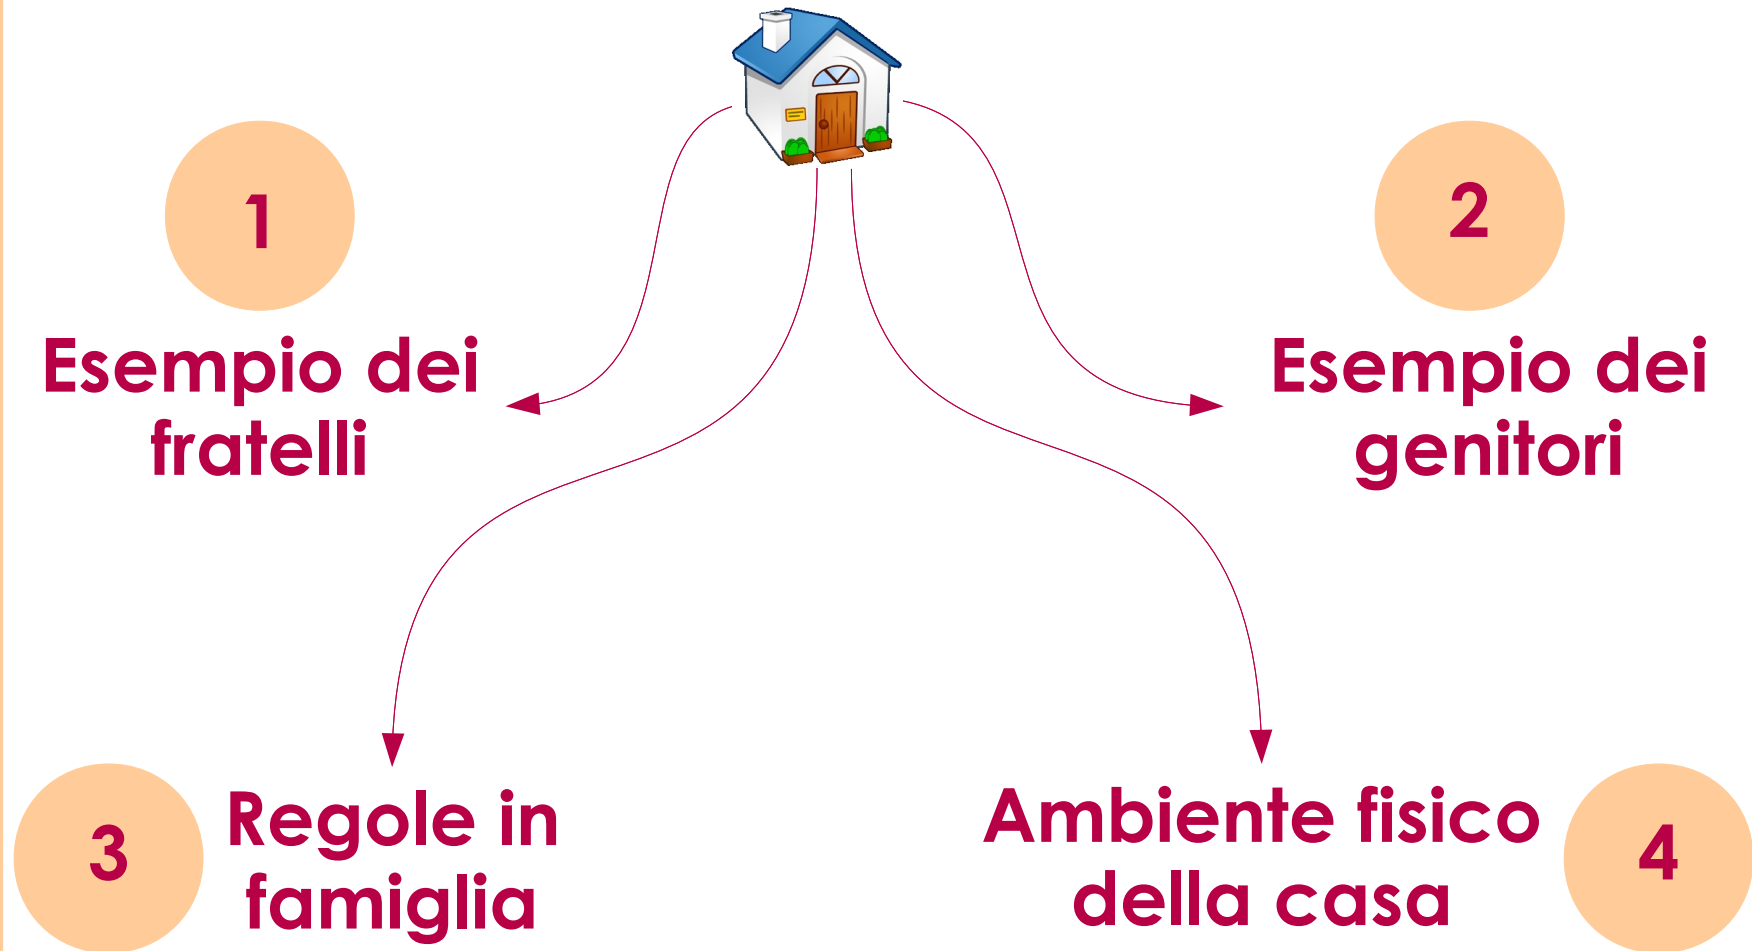 1
Esempio dei
fratelli
2
Esempio dei
genitori
3
Regole in
famiglia
Ambiente fisico
della casa
4